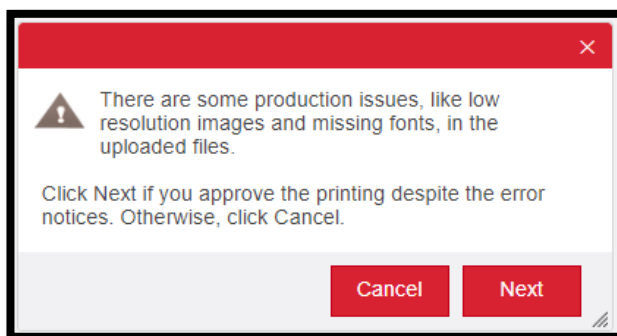 There are some production issues, like low
resolution images and missing fonts, in the
uploaded files.
Click Next if you approve the printing despite the error
notices. Otherwise, click Cancel.
Cancel Next